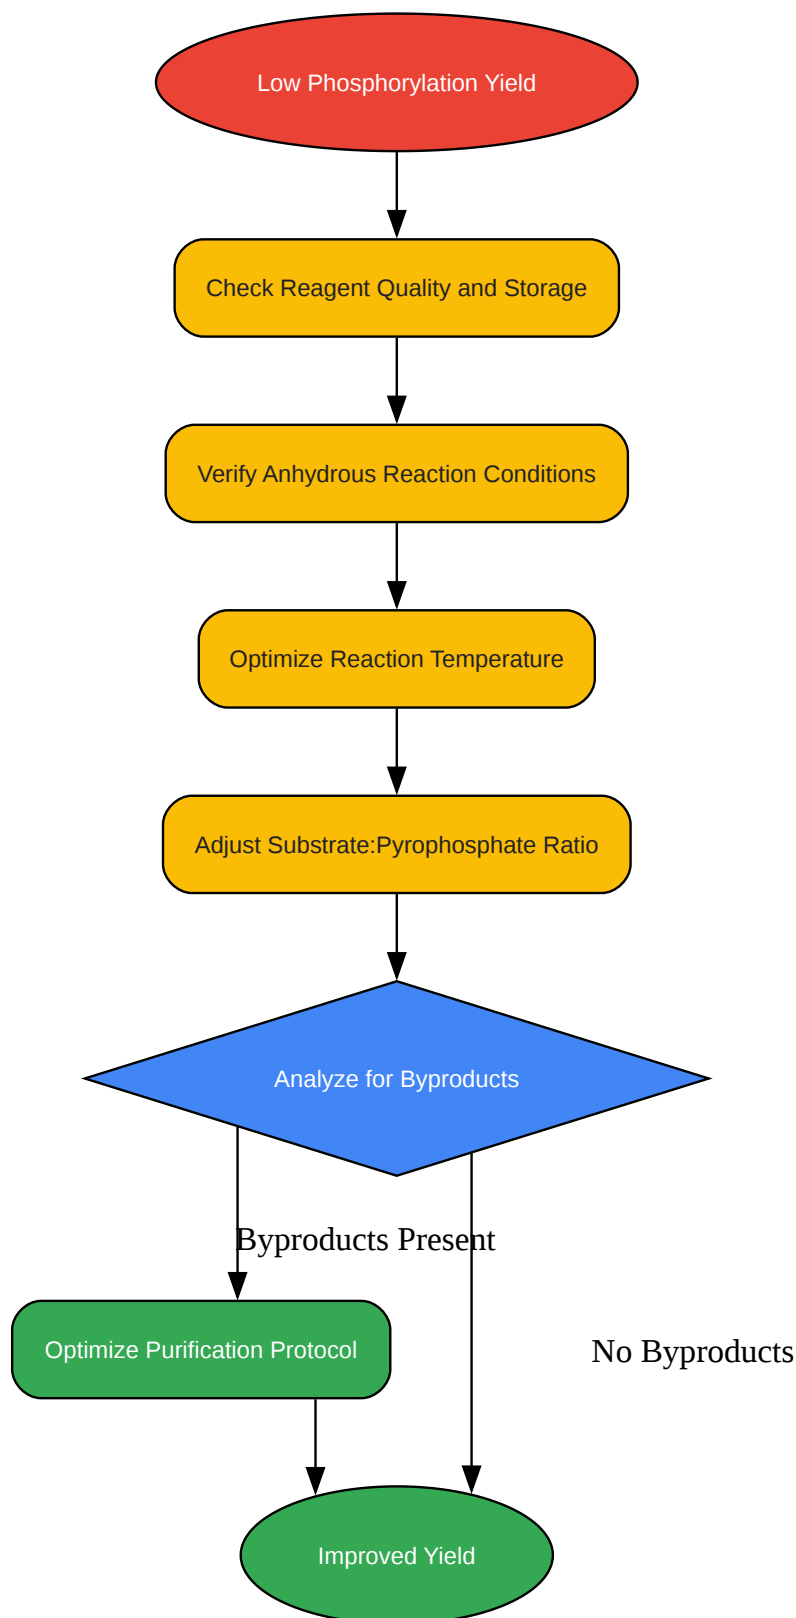 Low Phosphorylation Yield
Check Reagent Quality and Storage
Verify Anhydrous Reaction Conditions
Optimize Reaction Temperature
Adjust Substrate:Pyrophosphate Ratio
Analyze for Byproducts
Byproducts Present
Optimize Purification Protocol
No Byproducts
Improved Yield